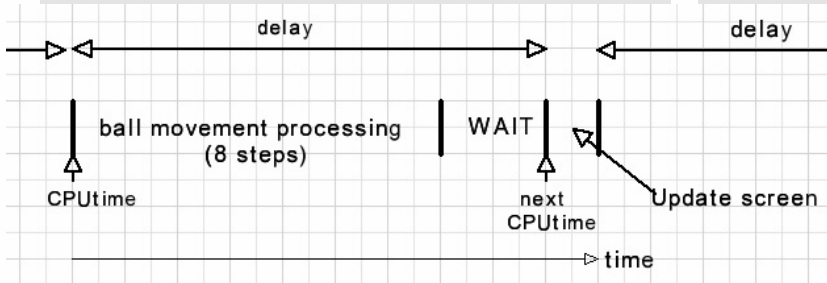 delay
delay
ball movement processing
(8 steps)
WAIT
CPUtime
next
CPUtime
Update screen
time